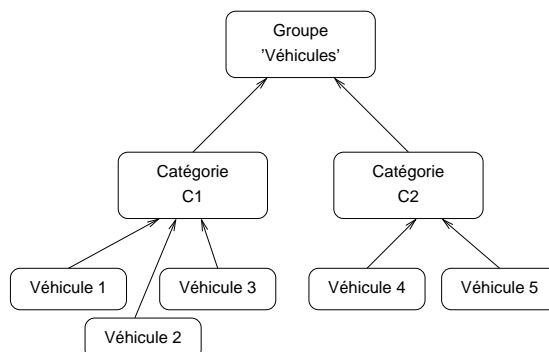 Groupe
’Véhicules’
Catégorie
C1
Catégorie
C2
Véhicule 1
Véhicule 3
Véhicule 4
Véhicule 5
Véhicule 2